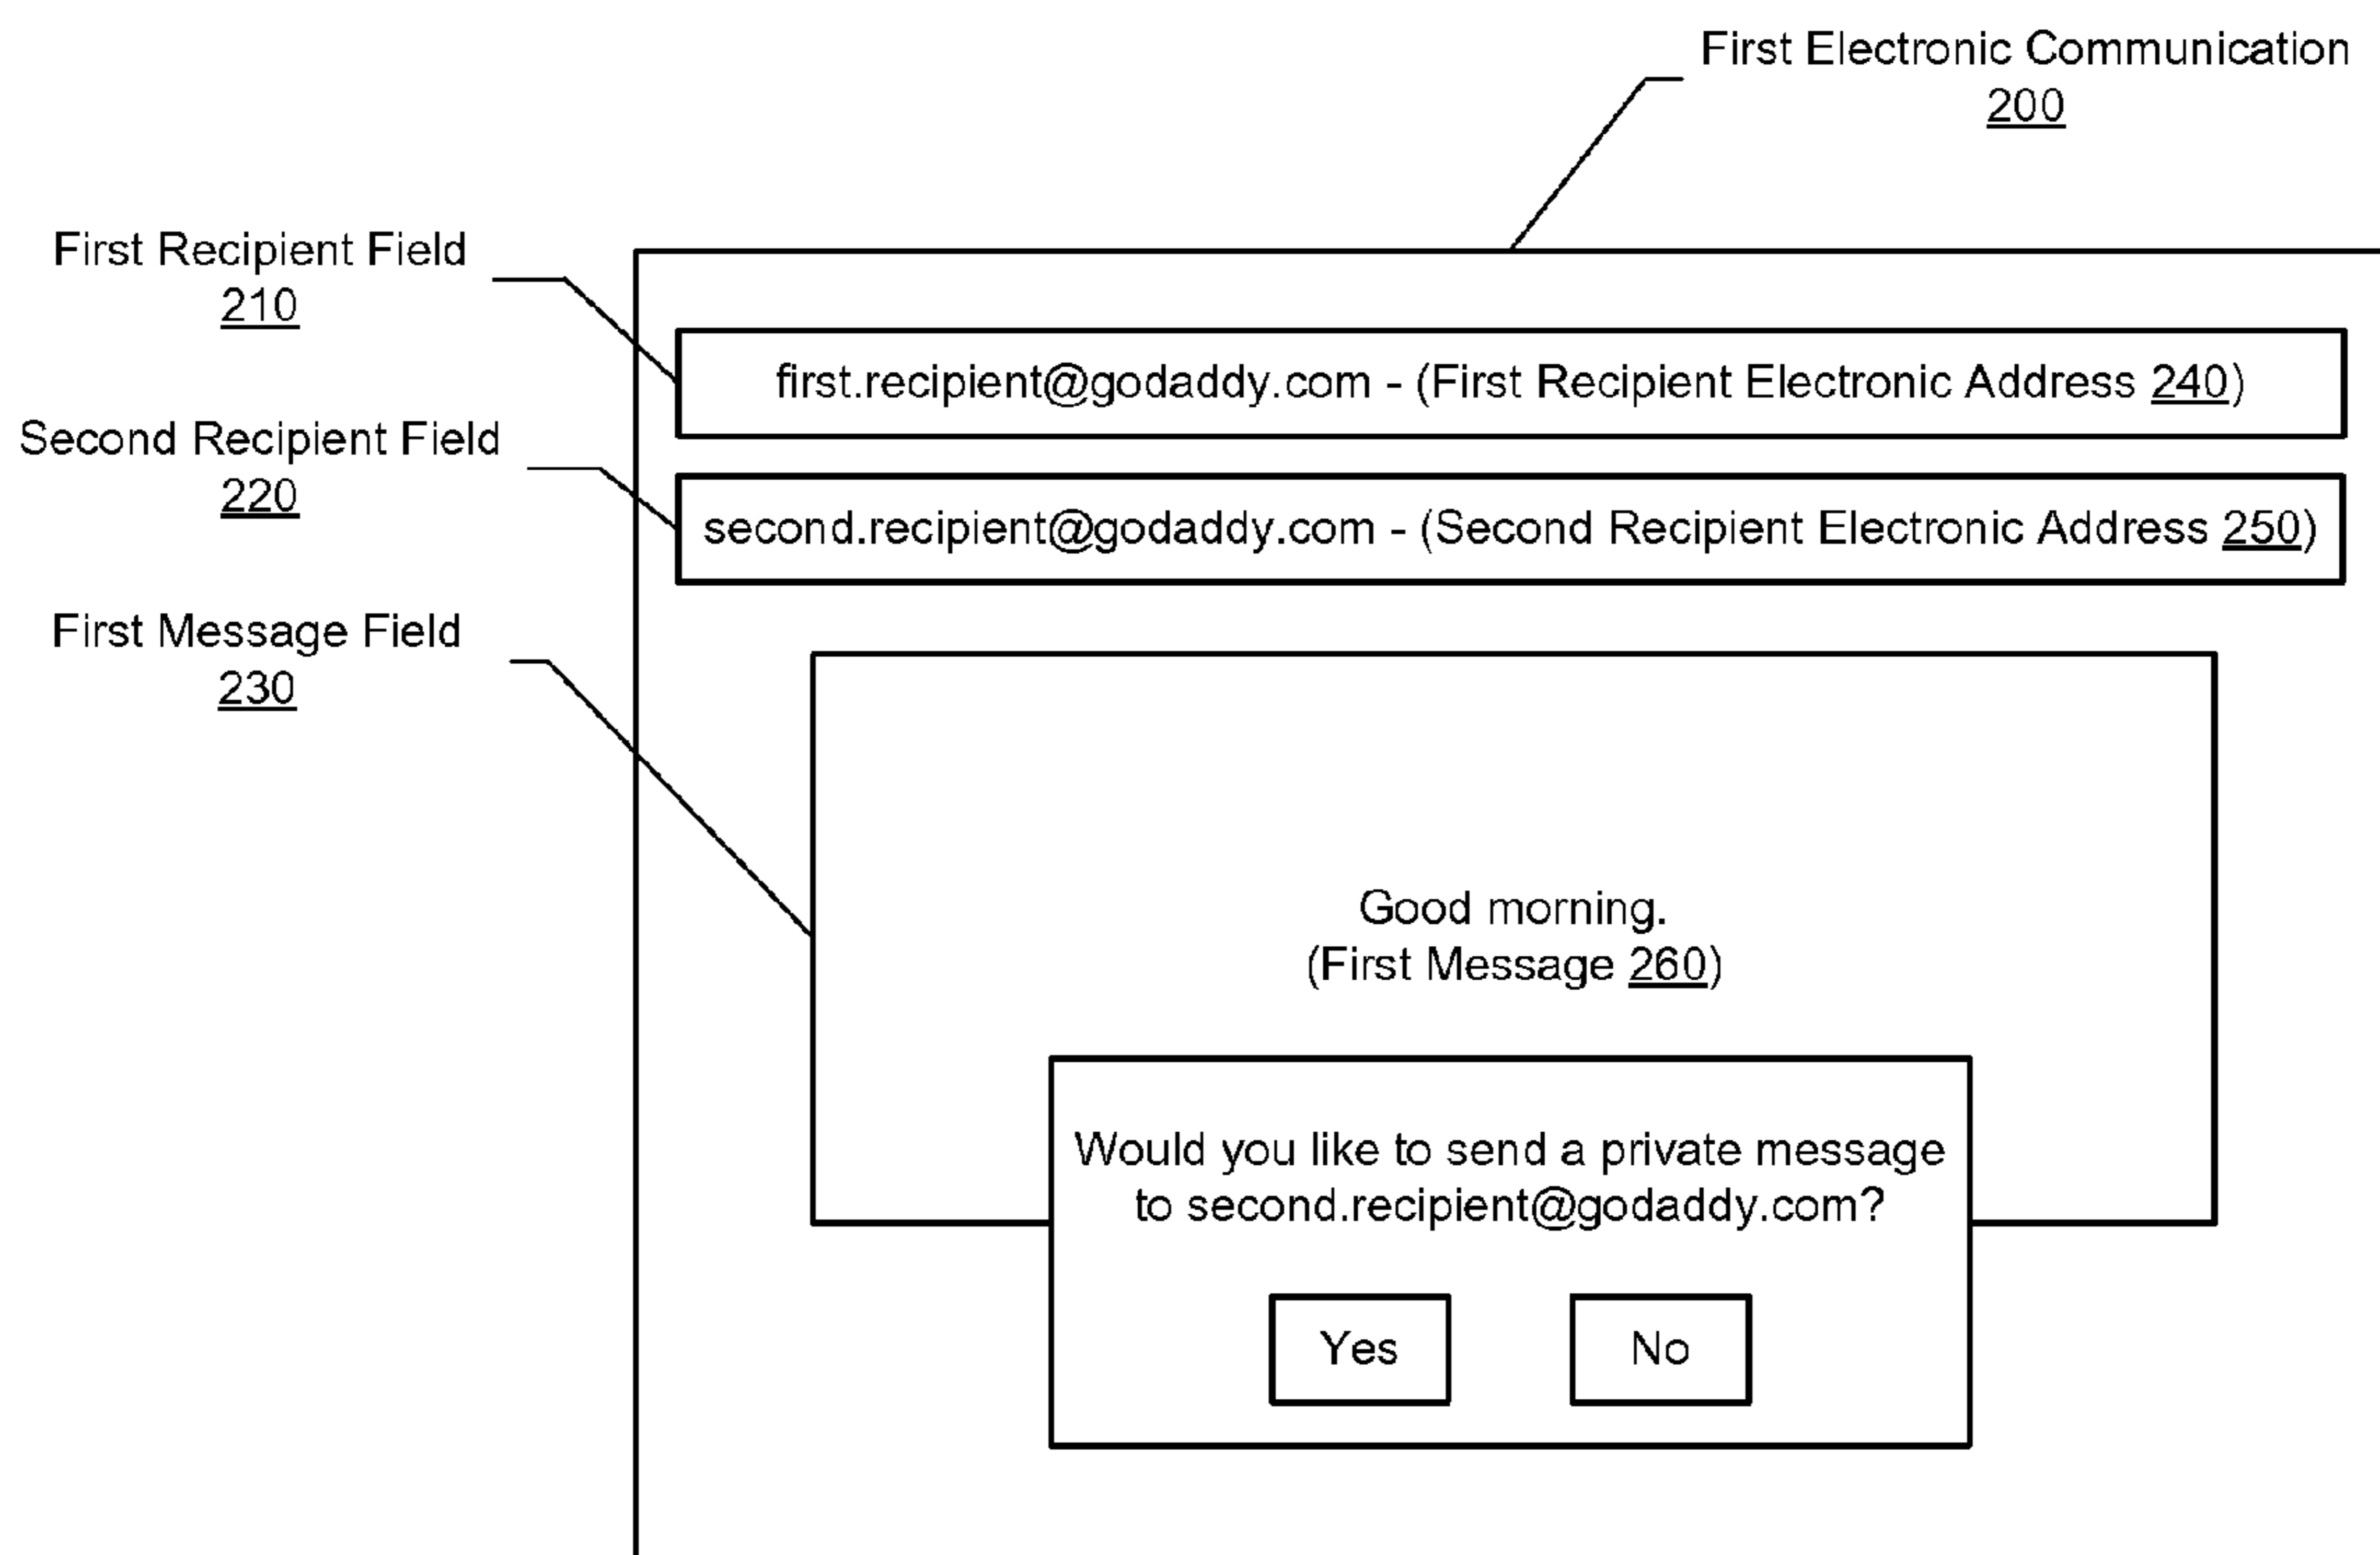 First Electronic Communication
200
First Recipient Field
210
first.recipient@godaddy.com - (First Recipient Electronic Address 240)
Second Recipient Field
220
second.recipient@godaddy.com - (Second Recipient Electronic Address 250)
First Message Field
230
Good morning.
(First Message 260)
Would you like to send a private message
to second.recipient@godaddy.com?
Yes
No